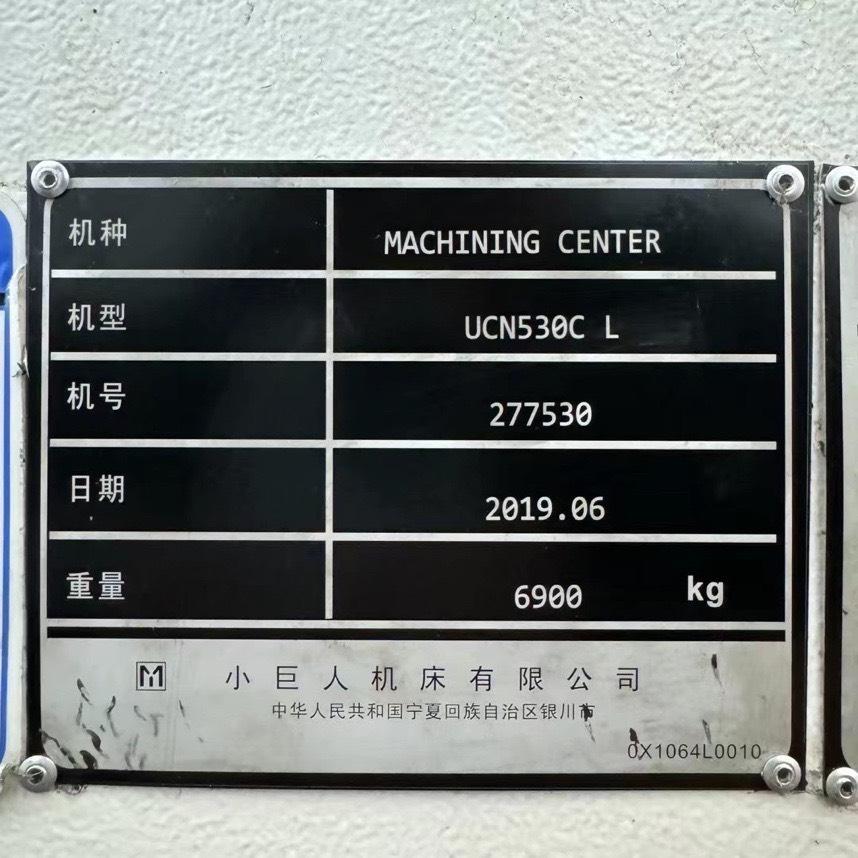 机种 MACHINING CENTER
机型 UCN530C L
机号 277530
日期 2019.06
重量 6900 kg
小巨人机床有限公司
中华人民共和国宁夏回族自治区银川市
0X1064L0010